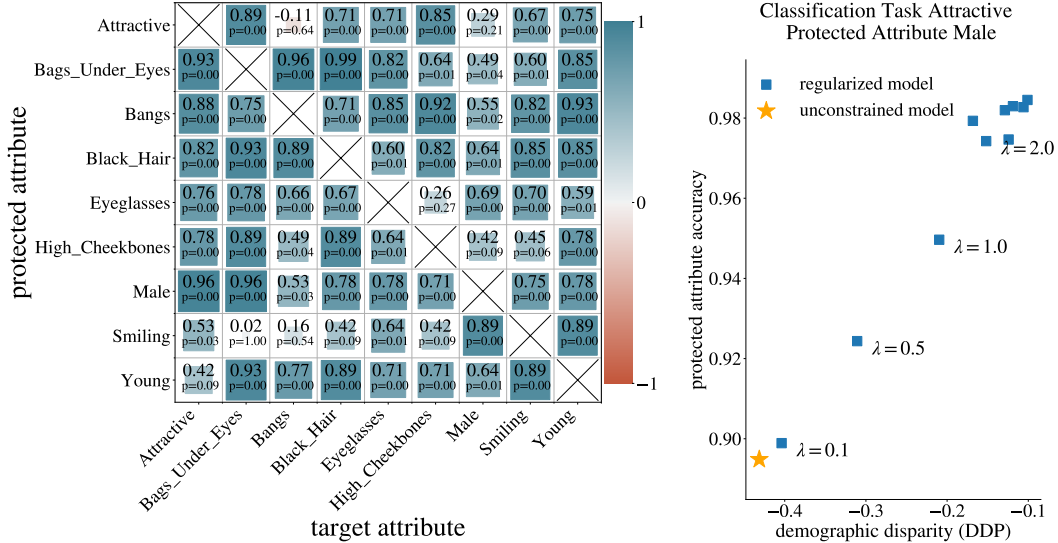 protected attribute
Attractive 0.89 -0.11 0.71 0.71 0.85 0.29 0.67 0.75
p=0.00 p=0.64 p=0.00 p=0.00 p=0.00 p=0.21 p=0.00 p=0.00
Bags_Under_Eyes 0.93 0.96 0.99 0.82 0.64 0.49 0.60 0.85
p=0.00 p=0.00 p=0.00 p=0.00 p=0.01 p=0.04 p=0.01 p=0.00
Bangs 0.88 0.75 0.71 0.85 0.92 0.55 0.82 0.93
p=0.00 p=0.00 p=0.00 p=0.00 p=0.00 p=0.02 p=0.00 p=0.00
Black_Hair 0.82 0.93 0.89 0.60 0.82 0.64 0.85 0.85
p=0.00 p=0.00 p=0.00 p=0.01 p=0.00 p=0.01 p=0.00 p=0.00
Eyeglasses 0.76 0.78 0.66 0.67 0.26 0.69 0.70 0.59
p=0.00 p=0.00 p=0.00 p=0.00 p=0.27 p=0.00 p=0.00 p=0.01
High_Cheekbones 0.78 0.89 0.49 0.89 0.64 0.42 0.45 0.78
p=0.00 p=0.00 p=0.04 p=0.00 p=0.01 p=0.09 p=0.06 p=0.00
Male 0.96 0.96 0.53 0.78 0.78 0.71 0.75 0.78
p=0.00 p=0.00 p=0.03 p=0.00 p=0.00 p=0.00 p=0.00 p=0.00
Smiling 0.53 0.02 0.16 0.42 0.64 0.42 0.89 0.89
p=0.03 p=1.00 p=0.54 p=0.09 p=0.01 p=0.09 p=0.00 p=0.00
Young 0.42 0.93 0.77 0.89 0.71 0.71 0.64 0.89
p=0.09 p=0.00 p=0.00 p=0.00 p=0.00 p=0.00 p=0.01 p=0.00
Attractive
Bags_Under_Eyes
Bangs
Black_Hair
Eyeglasses
High_Cheekbones
Male
Smiling
Young
target attribute
1
0
−1
Classification Task Attractive
Protected Attribute Male
regularized model
unconstrained model
protected attribute accuracy
0.98
0.96
0.94
0.92
0.90
λ=2.0
λ=1.0
λ=0.5
λ=0.1
−0.4 −0.3 −0.2 −0.1
demographic disparity (DDP)